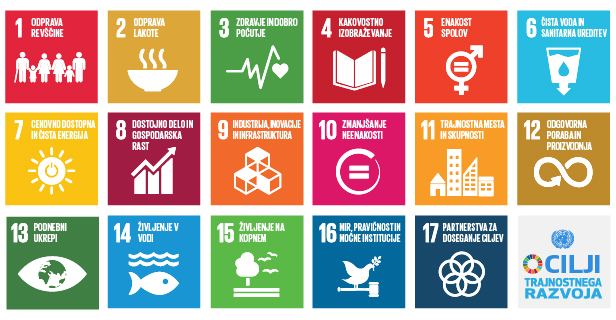 1 ODPRAVA
REVŠČINE
2 ODPRAVA
LAKOTE
3 ZDRAVJE IN DOBRO
POČUTJE
4 KAKOVOSTNO
IZOBRAŽEVANJE
5 ENAKOST
SPOLOV
6 ČISTA VODA IN
SANITARNA UREDITEV
7 CENOVNO DOSTOPNA
IN ČISTA ENERGIJA
8 DOSTOJNO DELO IN
GOSPODARSKA
RAST
9 INDUSTRIJA, INOVACIJE
IN INFRASTRUKTURA
10 ZMANJŠANJE
NEENAKOSTI
11 TRAJNOSTNA MESTA
IN SKUPNOSTI
12 ODGOVORNA
PORABA IN
PROIZVODNJA
13 PODNEBNI
UKREPI
14 ŽIVLJENJE V
VODI
15 ŽIVLJENJE NA
KOPNEM
16 MIR, PRAVIČNOST IN
MOČNE INSTITUCIJE
17 PARTNERSTVA ZA
DOSEGANJE CILJEV
CILJI
TRAJNOSTNEGA
RAZVOJA